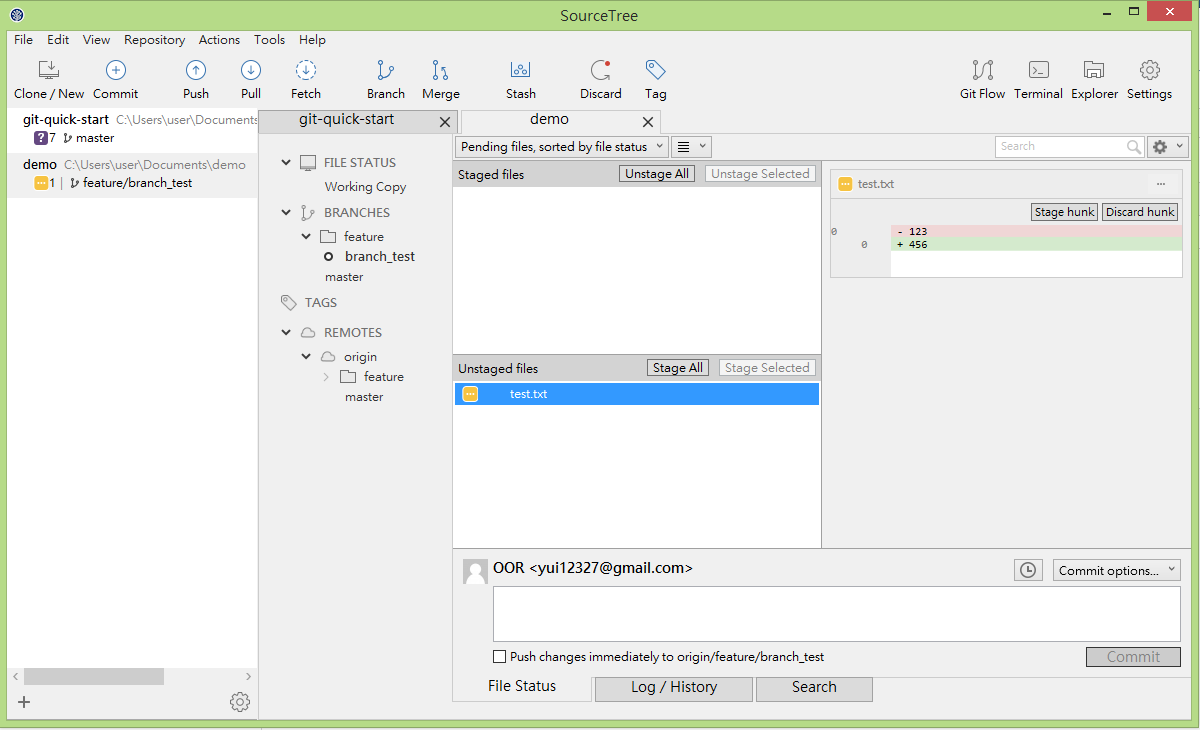 SourceTree
File Edit View Repository Actions Tools Help
Clone / New Commit Push Pull Fetch Branch Merge Stash Discard Tag Git Flow Terminal Explorer Settings
git-quick-start C:\Users\user\Documents
? 7 master
demo C:\Users\user\Documents\demo
1 feature/branch_test
git-quick-start
demo
FILE STATUS
Working Copy
BRANCHES
feature
branch_test
master
TAGS
REMOTES
origin
feature
master
Pending files, sorted by file status
Search
Staged files Unstage All Unstage Selected
Unstaged files Stage All Stage Selected
test.txt
test.txt
Stage hunk Discard hunk
0 - 123
0 + 456
OOR <yui12327@gmail.com>
Commit options...
Push changes immediately to origin/feature/branch_test
Commit
File Status Log / History Search